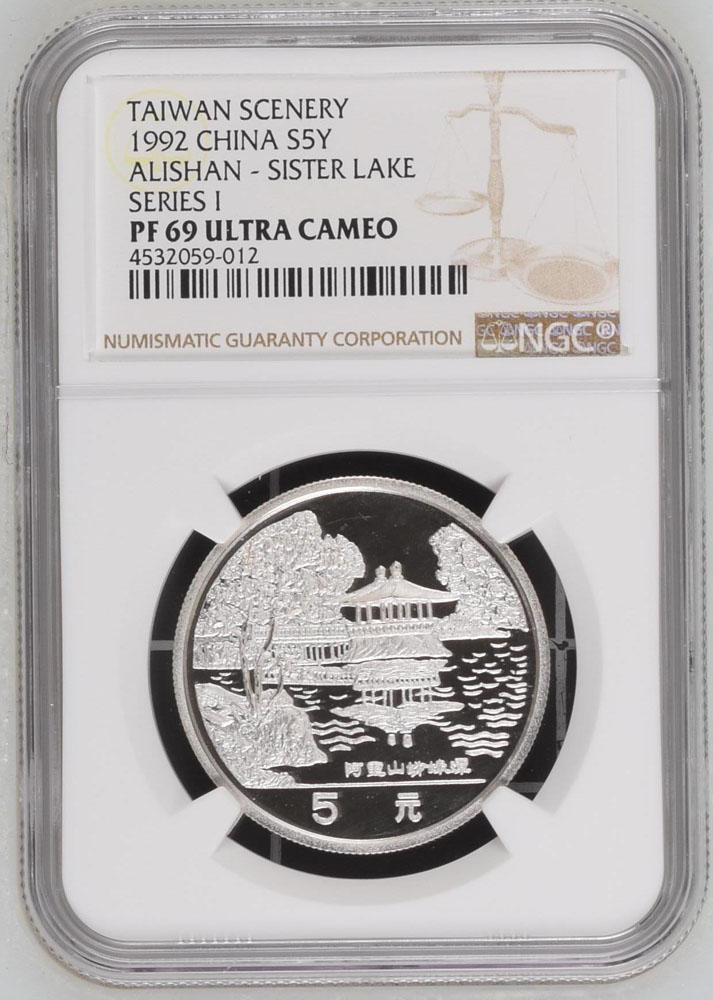 TAIWAN SCENERY
1992 CHINA S5Y
ALISHAN - SISTER LAKE
SERIES I
PF 69 ULTRA CAMEO
4532059-012
NUMISMATIC GUARANTY CORPORATION
NGC®
阿里山姊妹潭
5 元